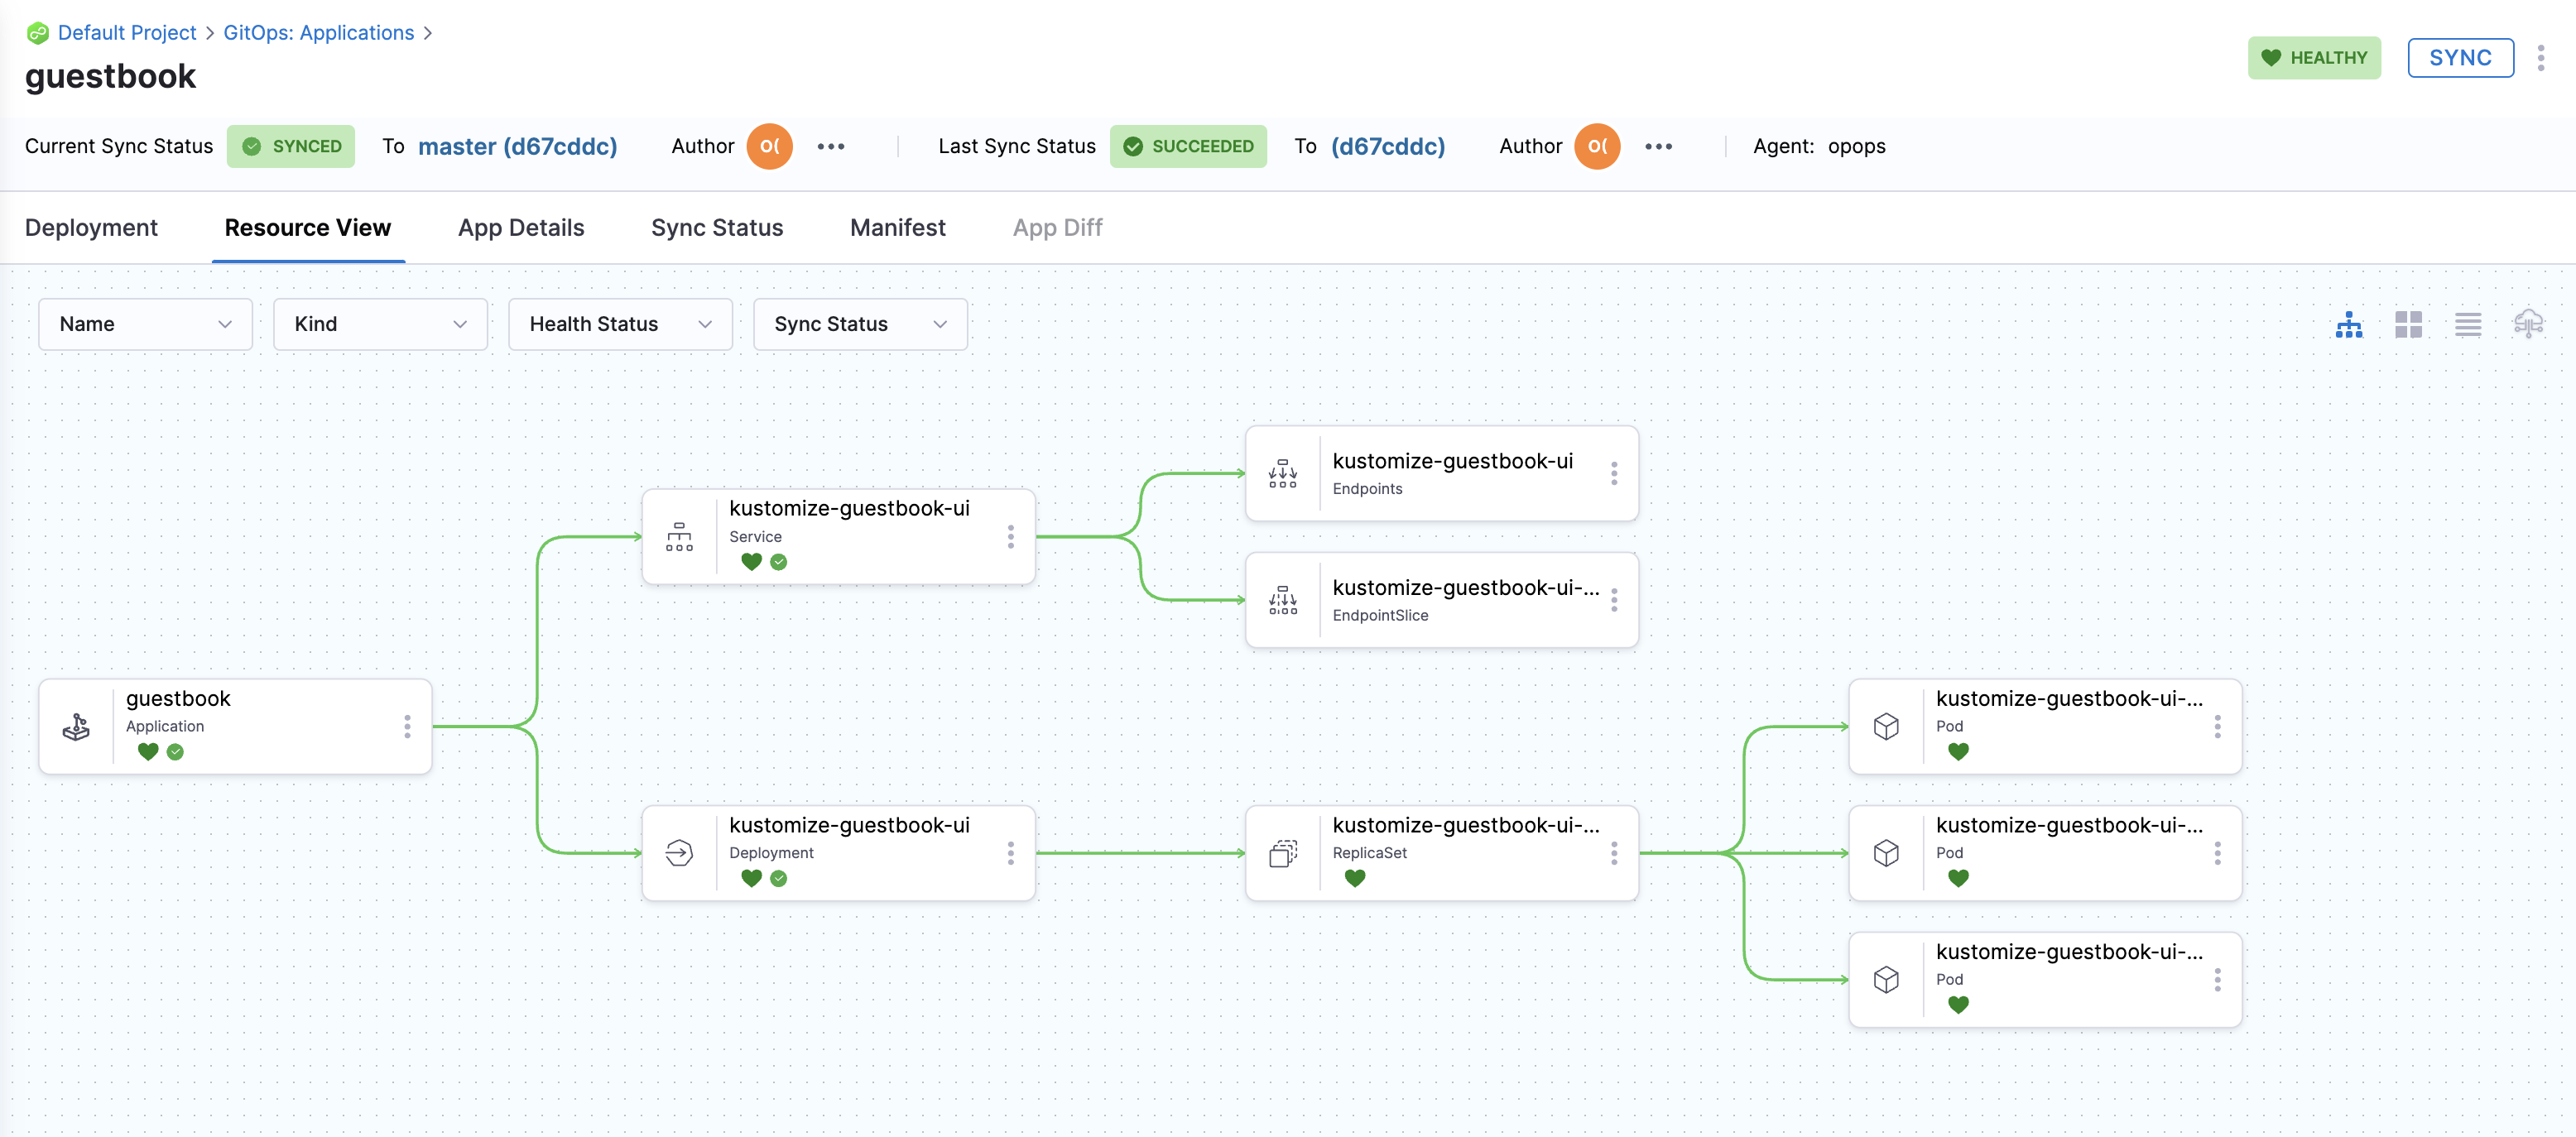 Default Project > GitOps: Applications >
guestbook
HEALTHY
SYNC
Current Sync Status SYNCED To master (d67cddc) Author O( ••• Last Sync Status SUCCEEDED To (d67cddc) Author O( ••• Agent: opops
Deployment Resource View App Details Sync Status Manifest App Diff
Name Kind Health Status Sync Status
kustomize-guestbook-ui
Endpoints
kustomize-guestbook-ui
Service
kustomize-guestbook-ui-...
EndpointSlice
guestbook
Application
kustomize-guestbook-ui-...
Pod
kustomize-guestbook-ui
Deployment
kustomize-guestbook-ui-...
ReplicaSet
kustomize-guestbook-ui-...
Pod
kustomize-guestbook-ui-...
Pod